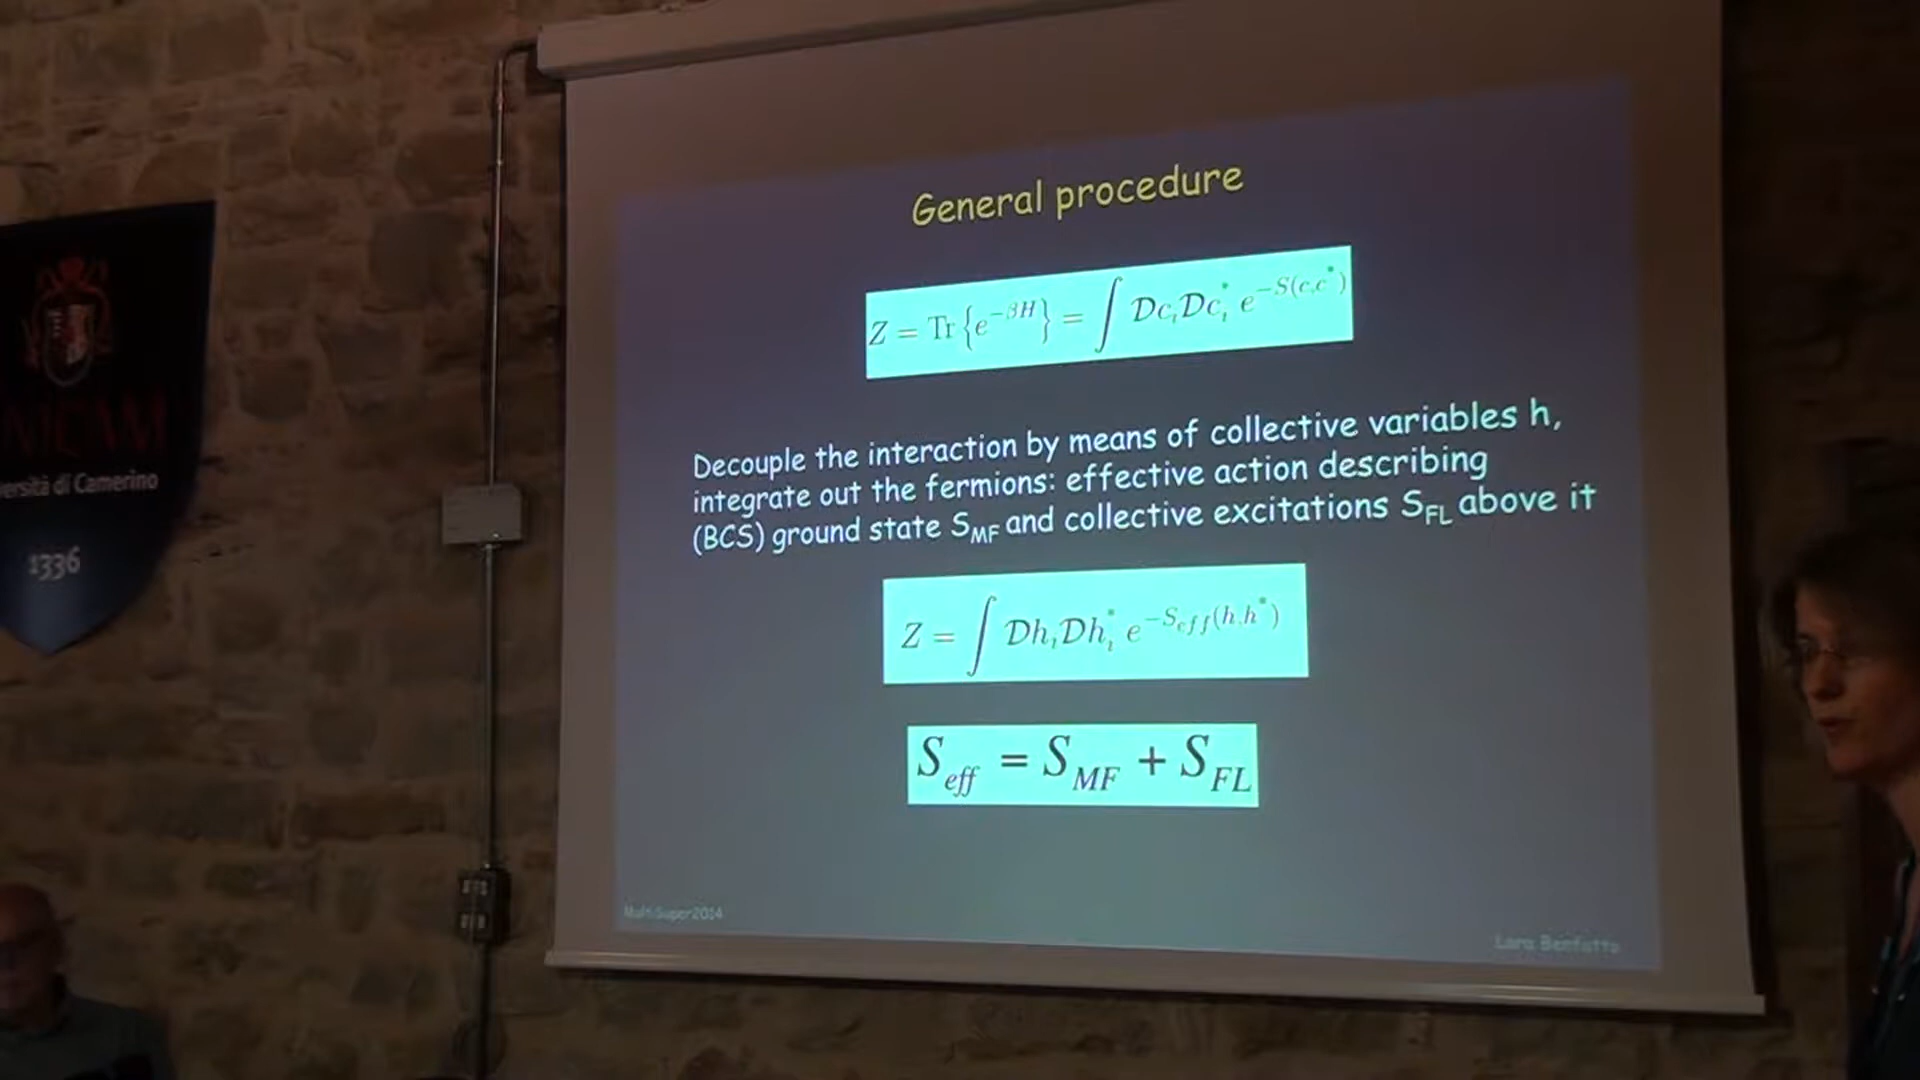 General procedure
Z = Tr{e^{-βH}} = ∫ Dc_i Dc_i^* e^{-S(c,c^*)}
Decouple the interaction by means of collective variables h,
integrate out the fermions: effective action describing
(BCS) ground state S_MF and collective excitations S_FL above it
Z = ∫ Dh_i Dh_i^* e^{-S_eff(h,h^*)}
S_eff = S_MF + S_FL
MultiSuper2014
Lara Benfatto
di Camerino
1336